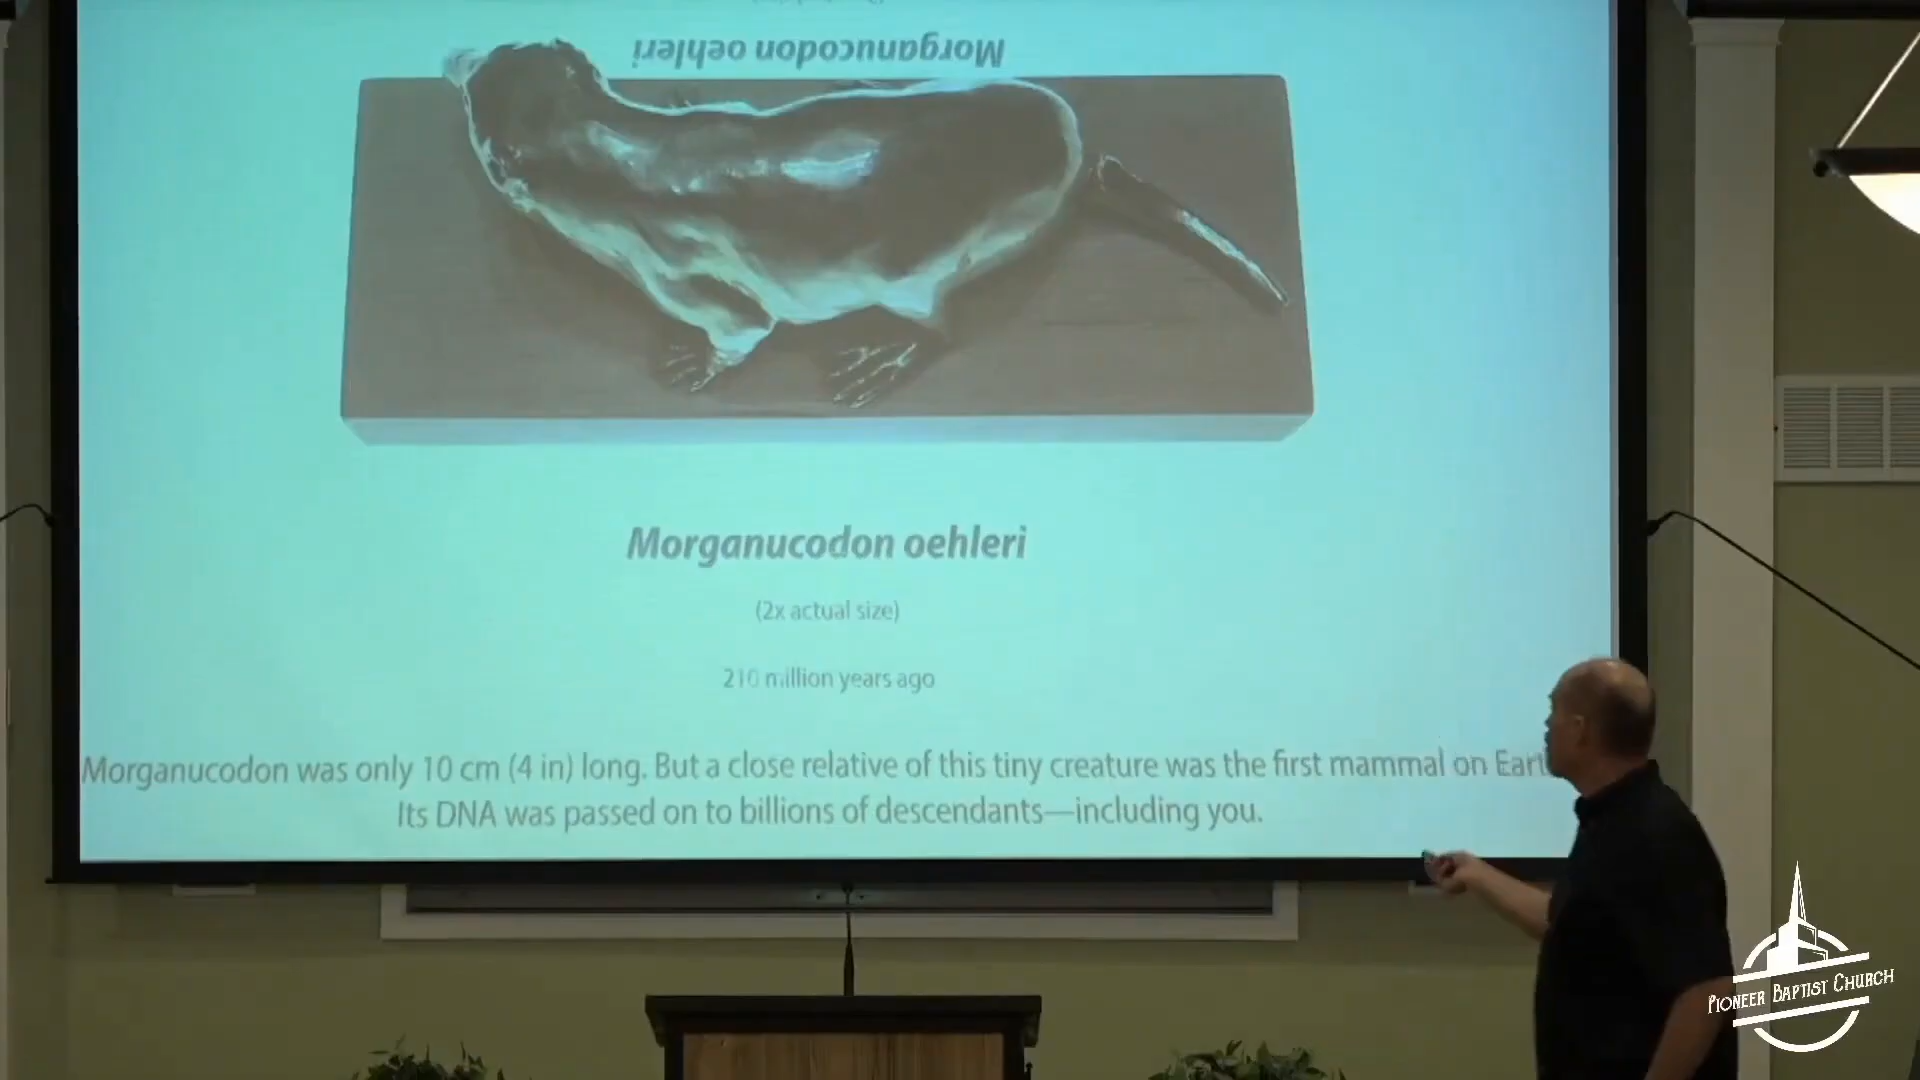 Morganucodon oehleri
Morganucodon oehleri
(2x actual size)
210 million years ago
Morganucodon was only 10 cm (4 in) long. But a close relative of this tiny creature was the first mammal on Eart
Its DNA was passed on to billions of descendants—including you.
PIONEER BAPTIST CHURCH